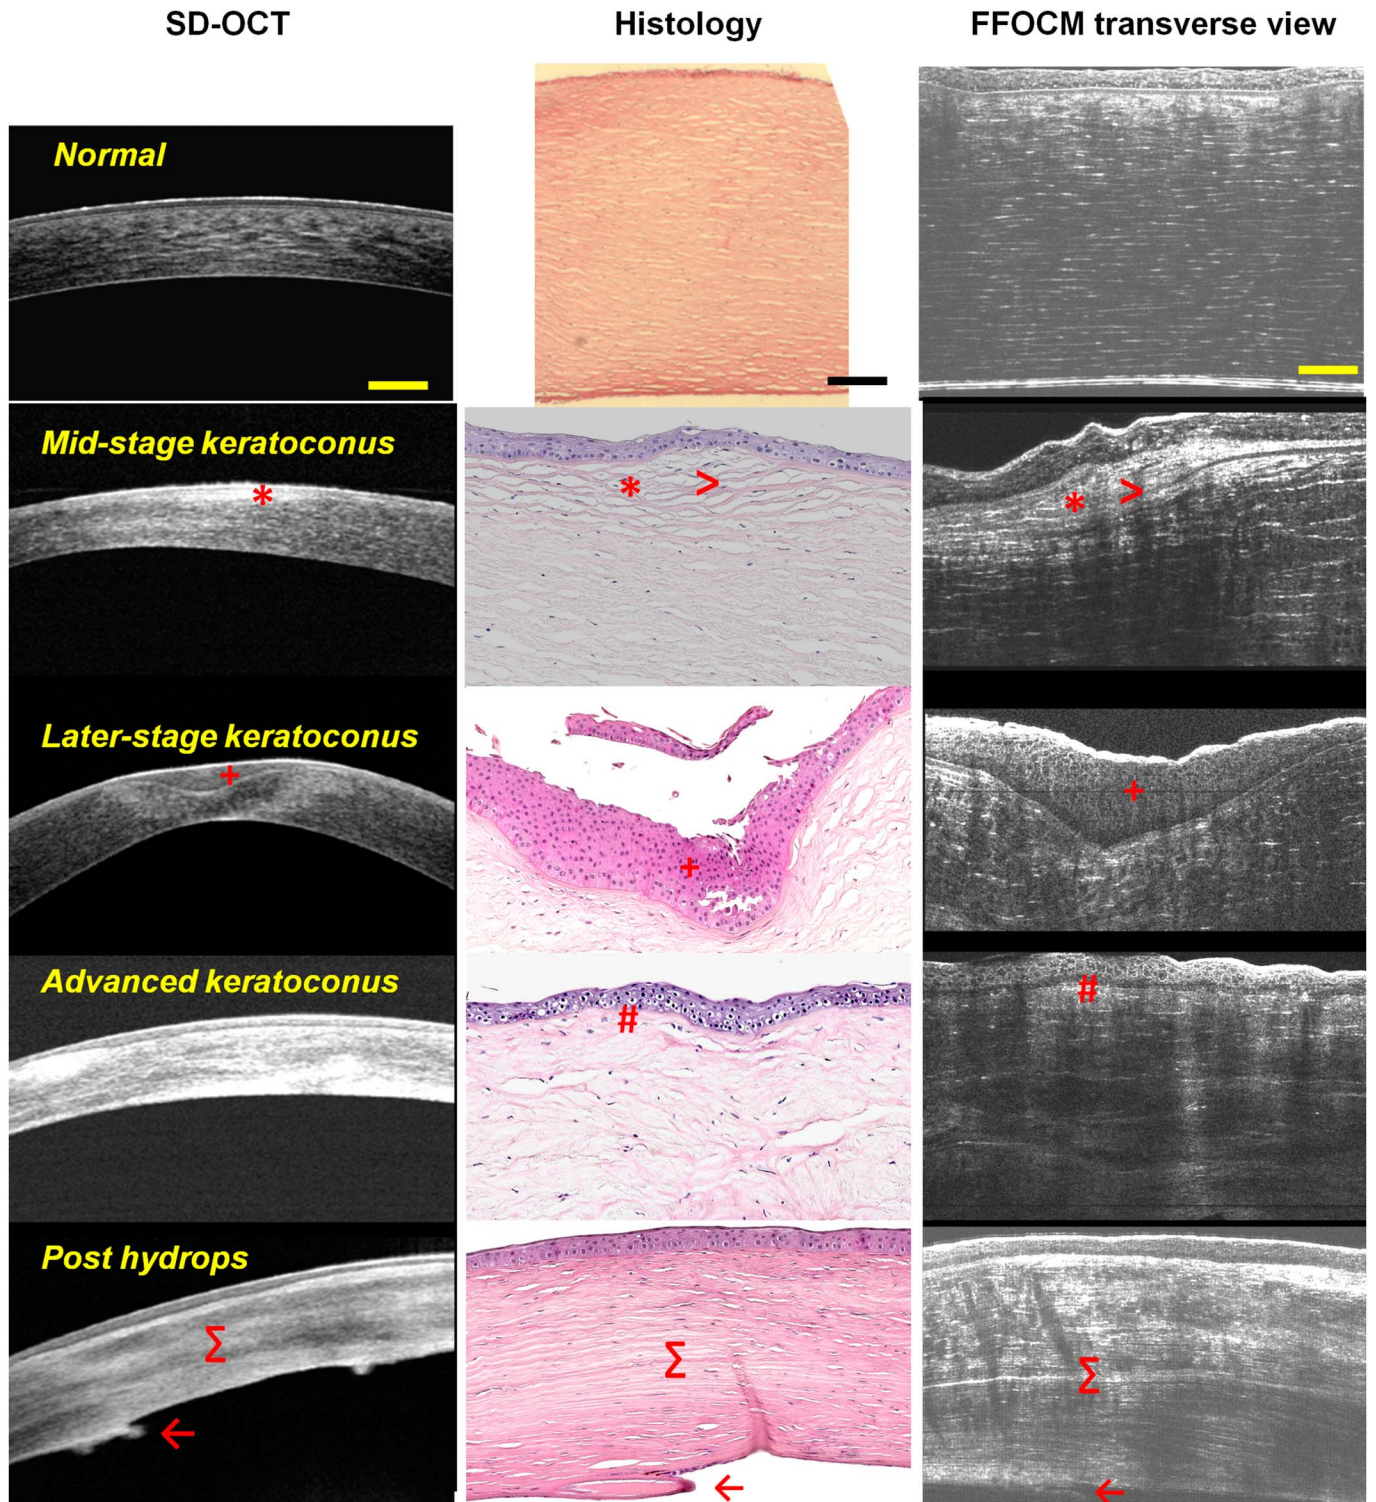 SD-OCT Histology FFOCM transverse view
Normal
Mid-stage keratoconus
* * > * >
Later-stage keratoconus
+ + +
Advanced keratoconus
# #
Post hydrops
Σ Σ Σ
← ← ←